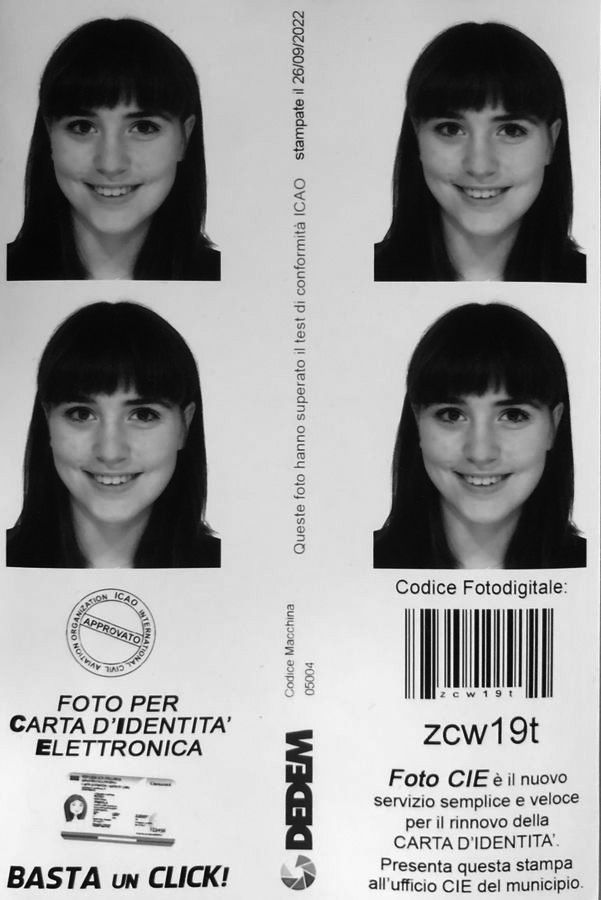 Queste foto hanno superato il test di conformità ICAO stampate il 26/09/2022
ICAO INTERNATIONAL CIVIL AVIATION ORGANIZATION
APPROVATO
FOTO PER
CARTA D'IDENTITA'
ELETTRONICA
BASTA UN CLICK!
Codice Macchina
05004
DEDEM
Codice Fotodigitale:
zcw19t
zcw19t
Foto CIE è il nuovo
servizio semplice e veloce
per il rinnovo della
CARTA D'IDENTITA'.
Presenta questa stampa
all'ufficio CIE del municipio.